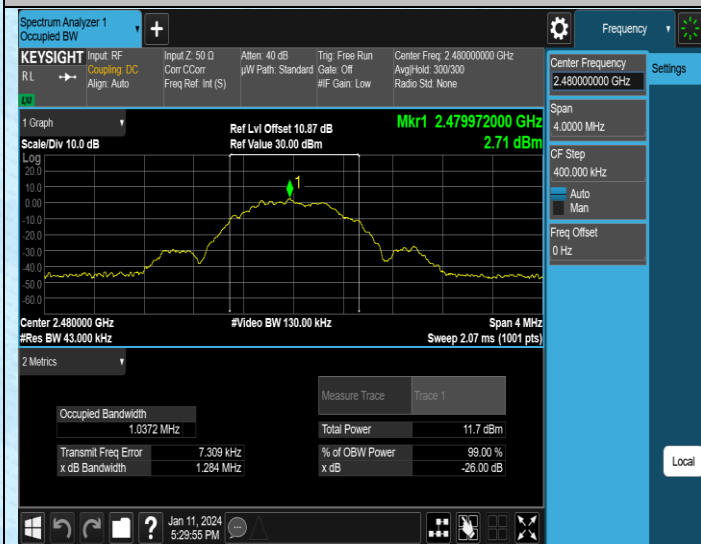 Spectrum Analyzer 1
Occupied BW
Frequency
KEYSIGHT
RL
Input: RF
Coupling: DC
Align: Auto
Input Z: 50 Ω
Corr CCorr
Freq Ref: Int (S)
Atten: 40 dB
µW Path: Standard
Trig: Free Run
Gate: Off
#IF Gain: Low
Center Freq: 2.480000000 GHz
Avg|Hold: 300/300
Radio Std: None
Center Frequency
2.480000000 GHz
Settings
Span
4.0000 MHz
CF Step
400.000 kHz
Auto
Man
Freq Offset
0 Hz
Local
1 Graph
Scale/Div 10.0 dB
Ref Lvl Offset 10.87 dB
Ref Value 30.00 dBm
Mkr1 2.479972000 GHz
2.71 dBm
Log
20.0
10.0
0.00
-10.0
-20.0
-30.0
-40.0
-50.0
-60.0
1
Center 2.480000 GHz
#Video BW 130.00 kHz
Span 4 MHz
#Res BW 43.000 kHz
Sweep 2.07 ms (1001 pts)
2 Metrics
Measure Trace
Trace 1
Occupied Bandwidth
1.0372 MHz
Total Power
11.7 dBm
Transmit Freq Error
7.309 kHz
% of OBW Power
99.00 %
x dB Bandwidth
1.284 MHz
x dB
-26.00 dB
Jan 11, 2024
5:29:55 PM